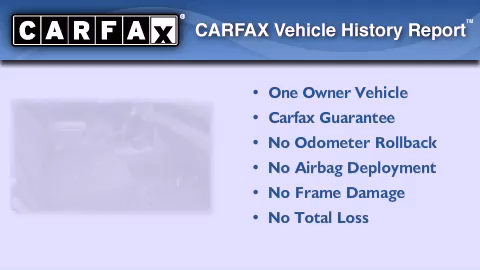 CARFAX® CARFAX Vehicle History Report™
• One Owner Vehicle
• Carfax Guarantee
• No Odometer Rollback
• No Airbag Deployment
• No Frame Damage
• No Total Loss